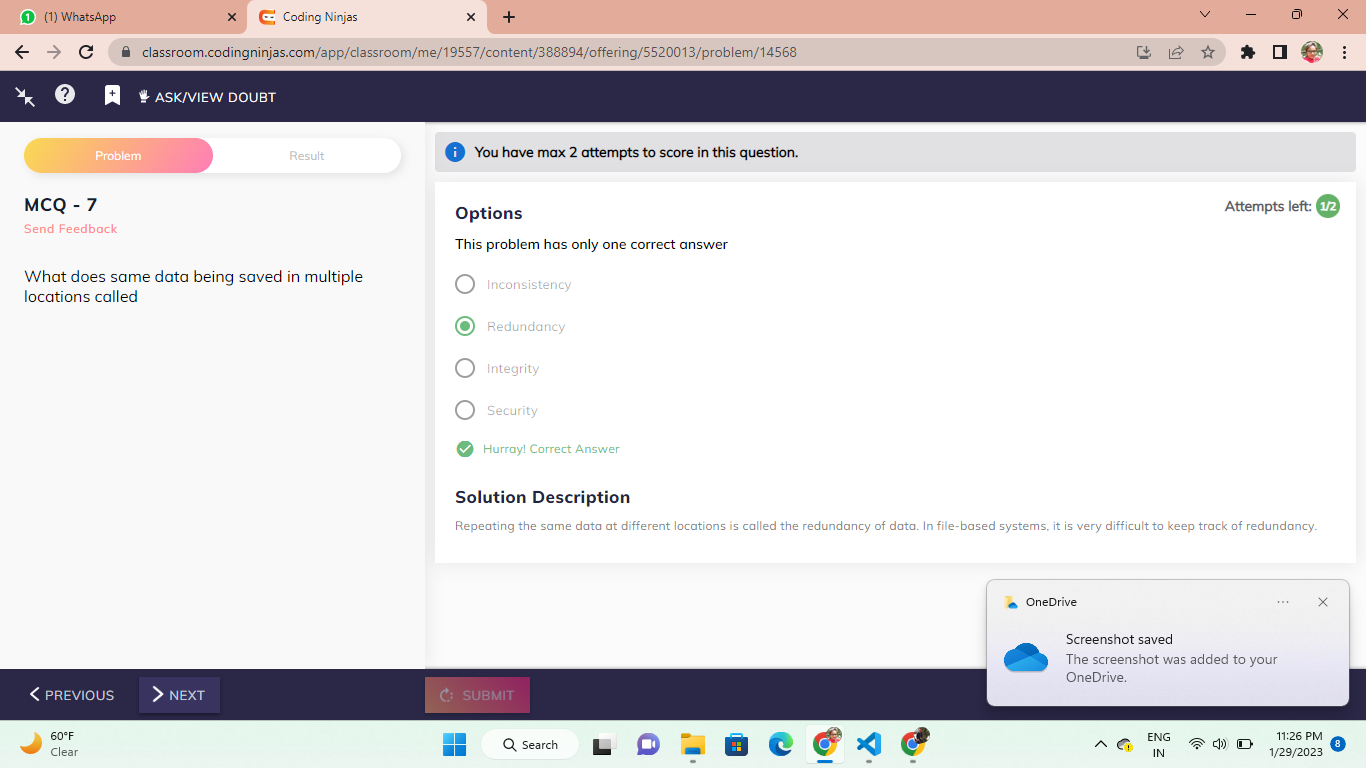 (1) WhatsApp
Coding Ninjas
classroom.codingninjas.com/app/classroom/me/19557/content/388894/offering/5520013/problem/14568
ASK/VIEW DOUBT
Problem
Result
MCQ - 7
Send Feedback
What does same data being saved in multiple
locations called
You have max 2 attempts to score in this question.
Attempts left: 1/2
Options
This problem has only one correct answer
Inconsistency
Redundancy
Integrity
Security
Hurray! Correct Answer
Solution Description
Repeating the same data at different locations is called the redundancy of data. In file-based systems, it is very difficult to keep track of redundancy.
OneDrive
Screenshot saved
The screenshot was added to your
OneDrive.
PREVIOUS
NEXT
SUBMIT
60°F
Clear
Search
ENG
IN
11:26 PM
1/29/2023
8